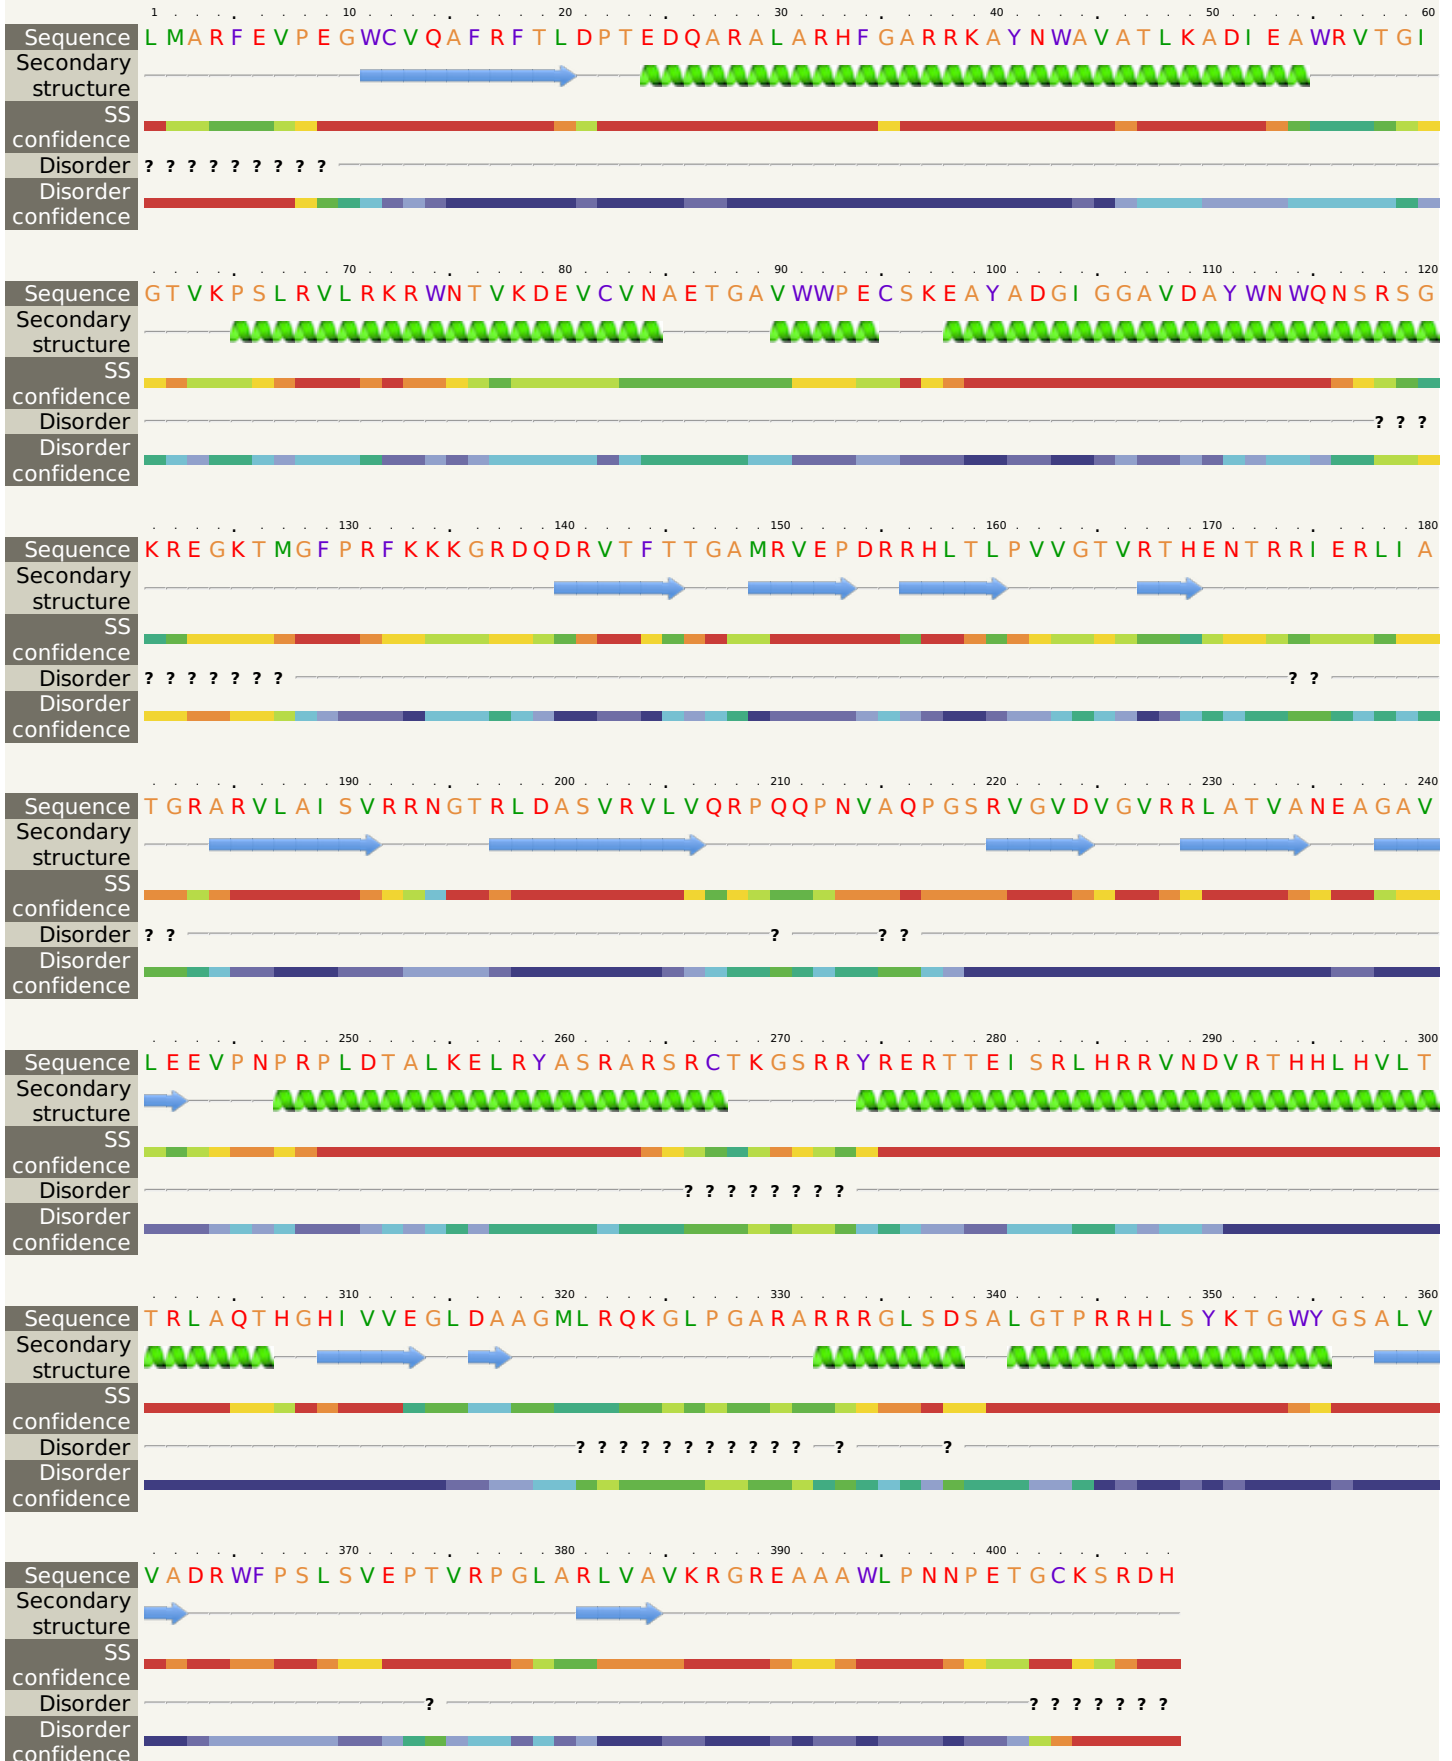 1 . . . . 10 . . . . 20 . . . . 30 . . . . 40 . . . . 50 . . . . 60
Sequence L M A R F E V P E G W C V Q A F R F T L D P T E D Q A R A L A R H F G A R R K A Y N W A V A T L K A D I E A W R V T G I
Secondary
structure
SS
confidence
Disorder ? ? ? ? ? ? ? ? ?
Disorder
confidence
70 80 90 100 110 120
Sequence G T V K P S L R V L R K R W N T V K D E V C V N A E T G A V W W P E C S K E A Y A D G I G G A V D A Y W N W Q N S R S G
Secondary
structure
SS
confidence
Disorder ? ? ?
Disorder
confidence
130 140 150 160 170 180
Sequence K R E G K T M G F P R F K K K G R D Q D R V T F T T G A M R V E P D R R H L T L P V V G T V R T H E N T R R I E R L I A
Secondary
structure
SS
confidence
Disorder ? ? ? ? ? ? ? ? ?
Disorder
confidence
190 200 210 220 230 240
Sequence T G R A R V L A I S V R R N G T R L D A S V R V L V Q R P Q Q P N V A Q P G S R V G V D V G V R R L A T V A N E A G A V
Secondary
structure
SS
confidence
Disorder ? ? ? ? ?
Disorder
confidence
250 260 270 280 290 300
Sequence L E E V P N P R P L D T A L K E L R Y A S R A R S R C T K G S R R Y R E R T T E I S R L H R R V N D V R T H H L H V L T
Secondary
structure
SS
confidence
Disorder ? ? ? ? ? ? ? ?
Disorder
confidence
310 320 330 340 350 360
Sequence T R L A Q T H G H I V V E G L D A A G M L R Q K G L P G A R A R R R G L S D S A L G T P R R H L S Y K T G W Y G S A L V
Secondary
structure
SS
confidence
Disorder ? ? ? ? ? ? ? ? ? ? ? ? ?
Disorder
confidence
370 380 390 400
Sequence V A D R W F P S L S V E P T V R P G L A R L V A V K R G R E A A A W L P N N P E T G C K S R D H
Secondary
structure
SS
confidence
Disorder ? ? ? ? ? ? ? ?
Disorder
confidence